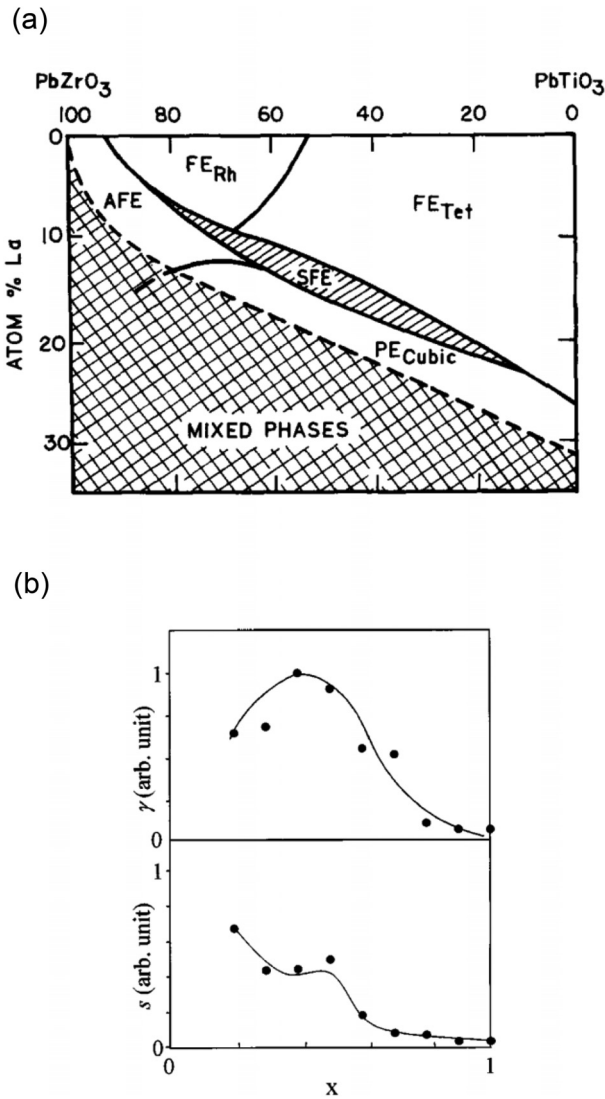 (a)
PbZrO3 PbTiO3
100 80 60 40 20 0
0
10
20
30
ATOM % La
FERh
AFE
FETet
SFE
PECubic
MIXED PHASES
(b)
1
0
γ (arb. unit)
1
0
s (arb. unit)
0 1
x